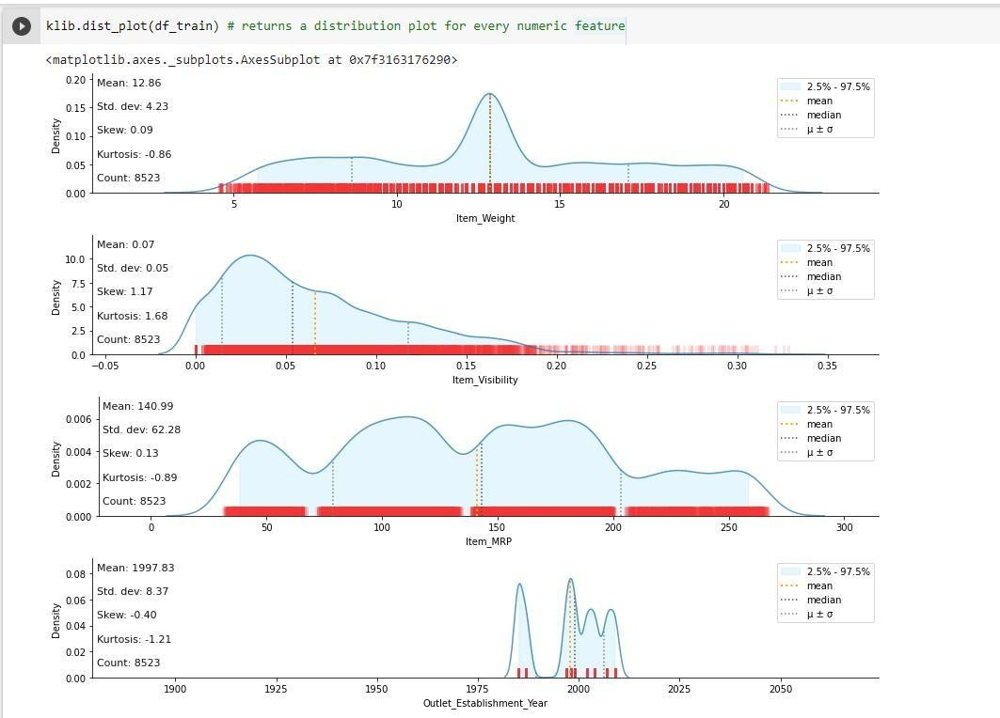 klib.dist_plot(df_train) # returns a distribution plot for every numeric feature
<matplotlib.axes._subplots.AxesSubplot at 0x7f3163176290>
0.20
0.15
0.10
0.05
0.00
Density
Mean: 12.86
Std. dev: 4.23
Skew: 0.09
Kurtosis: -0.86
Count: 8523
2.5% - 97.5%
mean
median
μ ± σ
5 10 15 20
Item_Weight
10.0
7.5
5.0
2.5
0.0
Density
Mean: 0.07
Std. dev: 0.05
Skew: 1.17
Kurtosis: 1.68
Count: 8523
2.5% - 97.5%
mean
median
μ ± σ
−0.05 0.00 0.05 0.10 0.15 0.20 0.25 0.30 0.35
Item_Visibility
0.006
0.004
0.002
0.000
Density
Mean: 140.99
Std. dev: 62.28
Skew: 0.13
Kurtosis: -0.89
Count: 8523
2.5% - 97.5%
mean
median
μ ± σ
0 50 100 150 200 250 300
Item_MRP
0.08
0.06
0.04
0.02
0.00
Density
Mean: 1997.83
Std. dev: 8.37
Skew: -0.40
Kurtosis: -1.21
Count: 8523
2.5% - 97.5%
mean
median
μ ± σ
1900 1925 1950 1975 2000 2025 2050
Outlet_Establishment_Year